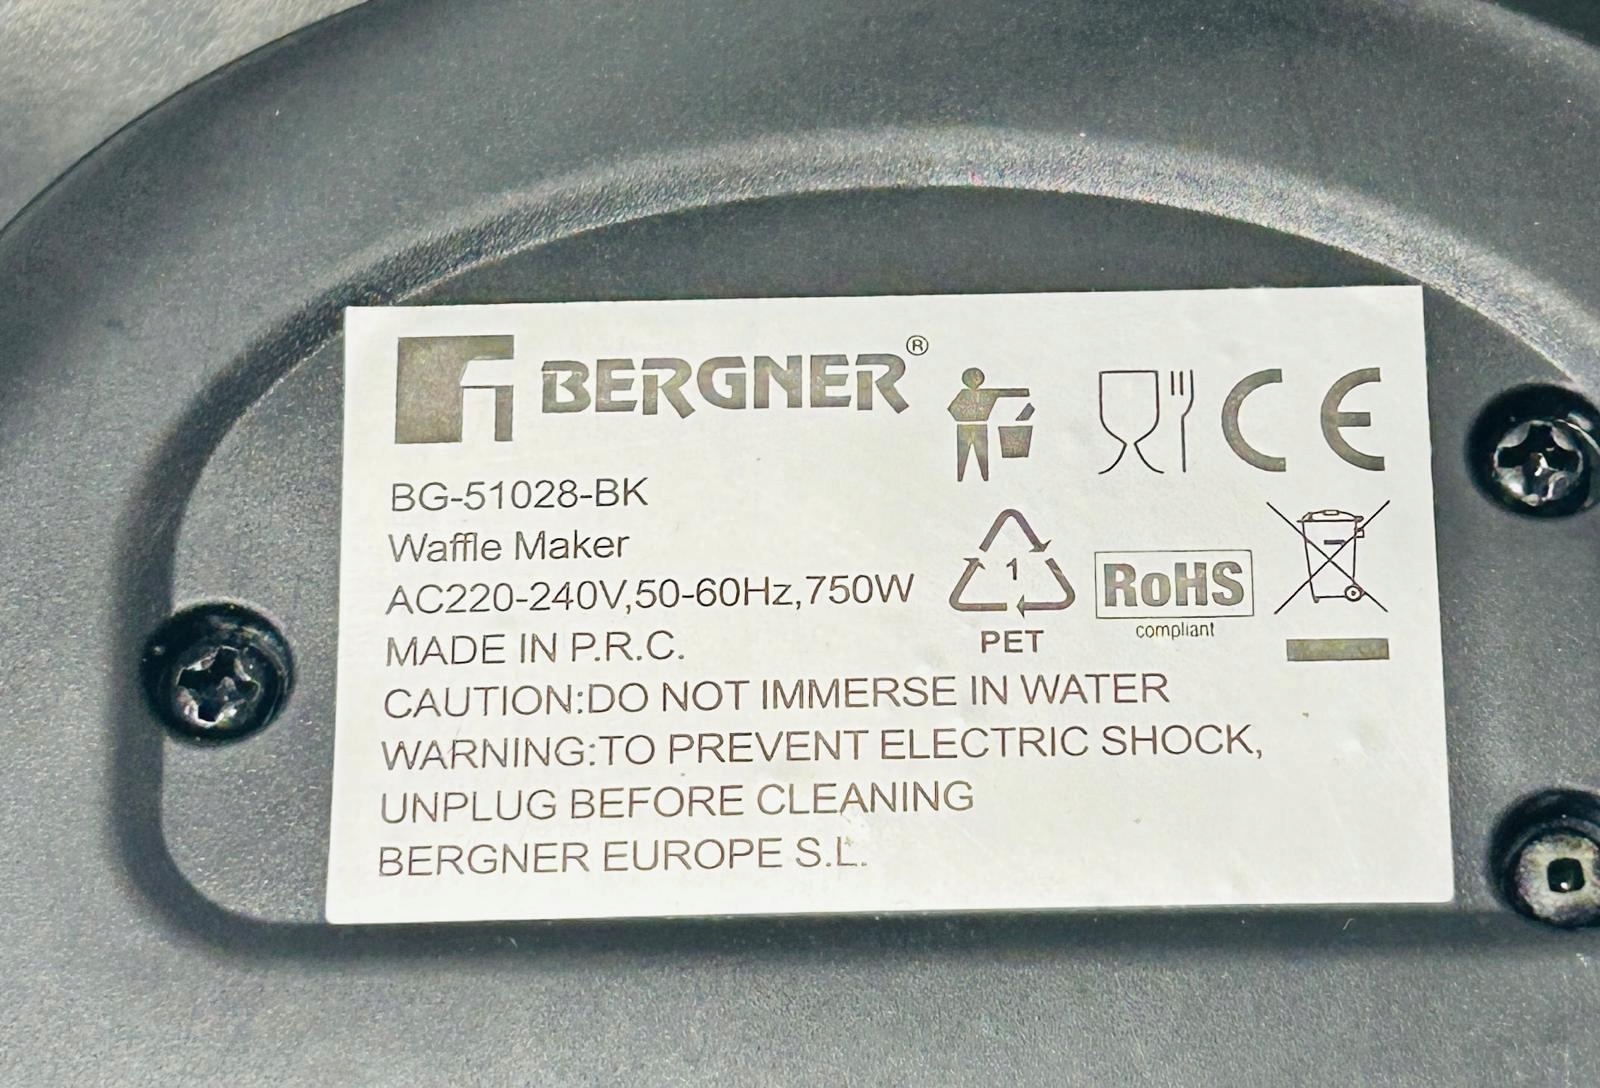 BERGNER®
BG-51028-BK
Waffle Maker
AC220-240V,50-60Hz,750W
MADE IN P.R.C.
CAUTION:DO NOT IMMERSE IN WATER
WARNING:TO PREVENT ELECTRIC SHOCK,
UNPLUG BEFORE CLEANING
BERGNER EUROPE S.L.
CE
1
PET
RoHS
compliant